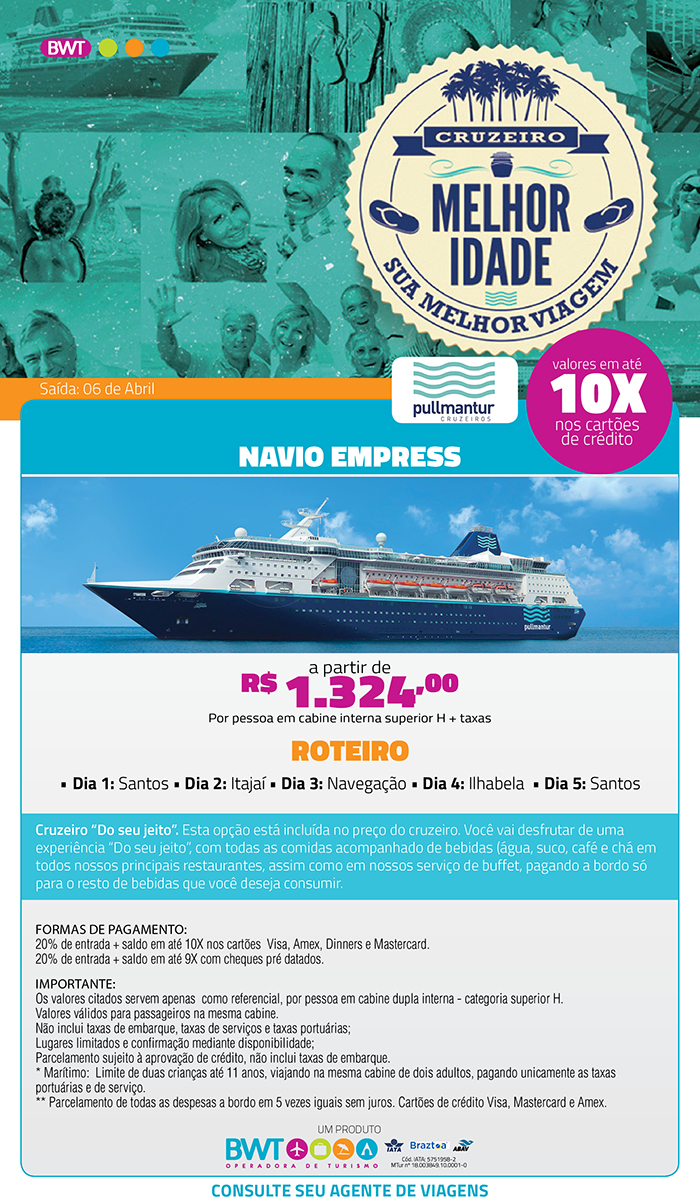 BWT
CRUZEIRO
MELHOR
IDADE
SUA MELHOR VIAGEM
Saída: 06 de Abril
pullmantur
CRUZEIROS
valores em até
10X
nos cartões
de crédito
NAVIO EMPRESS
pullmantur
a partir de
R$ 1.324,00
Por pessoa em cabine interna superior H + taxas
ROTEIRO
• Dia 1: Santos • Dia 2: Itajaí • Dia 3: Navegação • Dia 4: Ilhabela • Dia 5: Santos
Cruzeiro “Do seu jeito”. Esta opção está incluída no preço do cruzeiro. Você vai desfrutar de uma
experiência “Do seu jeito”, com todas as comidas acompanhado de bebidas (água, suco, café e chá em
todos nossos principais restaurantes, assim como em nossos serviço de buffet, pagando a bordo só
para o resto de bebidas que você deseja consumir.
FORMAS DE PAGAMENTO:
20% de entrada + saldo em até 10X nos cartões Visa, Amex, Dinners e Mastercard.
20% de entrada + saldo em até 9X com cheques pré datados.
IMPORTANTE:
Os valores citados servem apenas como referencial, por pessoa em cabine dupla interna - categoria superior H.
Valores válidos para passageiros na mesma cabine.
Não inclui taxas de embarque, taxas de serviços e taxas portuárias;
Lugares limitados e confirmação mediante disponibilidade;
Parcelamento sujeito à aprovação de crédito, não inclui taxas de embarque.
* Marítimo: Limite de duas crianças até 11 anos, viajando na mesma cabine de dois adultos, pagando unicamente as taxas
portuárias e de serviço.
** Parcelamento de todas as despesas a bordo em 5 vezes iguais sem juros. Cartões de crédito Visa, Mastercard e Amex.
UM PRODUTO
BWT
OPERADORA DE TURISMO
IATA Braztoa ABAV
Cód. IATA: 5751958-2
MTur nº 18.003849.10.0001-0
CONSULTE SEU AGENTE DE VIAGENS